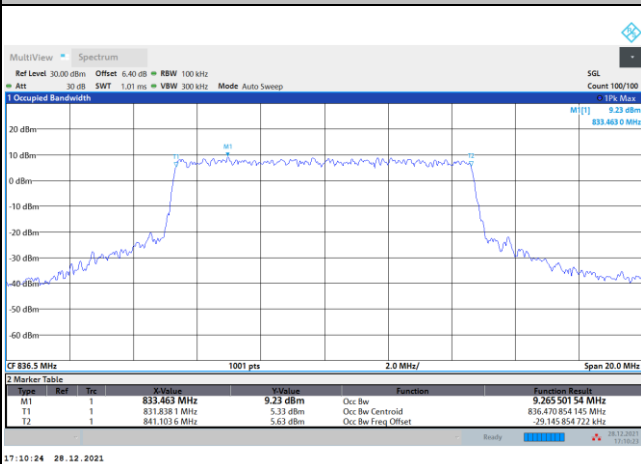 MultiView Spectrum
Ref Level 30.00 dBm Offset 6.40 dB RBW 100 kHz SGL
Att 30 dB SWT 1.01 ms VBW 300 kHz Mode Auto Sweep Count 100/100
1 Occupied Bandwidth 1Pk Max
M1[1] 9.23 dBm
833.463 0 MHz
20 dBm
M1
10 dBm
T1 T2
0 dBm
-10 dBm
-20 dBm
-30 dBm
-40 dBm
-50 dBm
-60 dBm
CF 836.5 MHz 1001 pts 2.0 MHz/ Span 20.0 MHz
2 Marker Table
Type Ref Trc X-Value Y-Value Function Function Result
M1 1 833.463 MHz 9.23 dBm Occ Bw 9.265 501 54 MHz
T1 1 831.838 1 MHz 5.33 dBm Occ Bw Centroid 836.470 854 145 MHz
T2 1 841.103 6 MHz 5.63 dBm Occ Bw Freq Offset -29.145 854 722 kHz
Ready 28.12.2021
17:10:23
17:10:24 28.12.2021